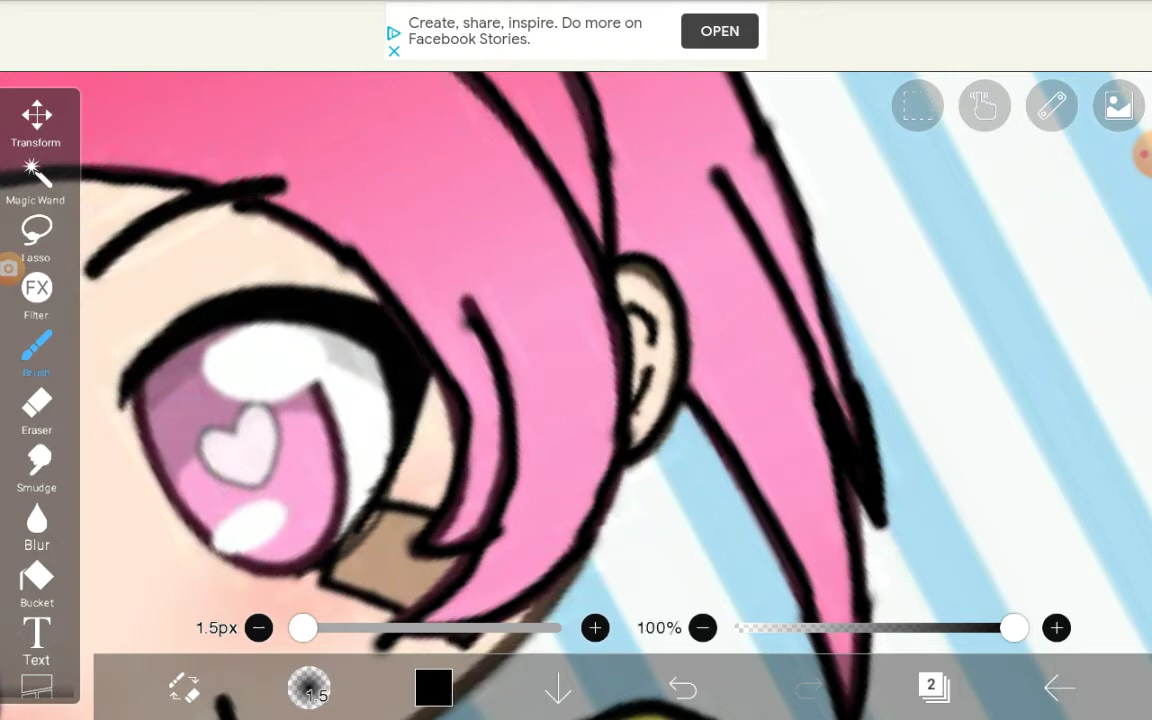 Create, share, inspire. Do more on
Facebook Stories.
OPEN
Transform
Magic Wand
Lasso
FX
Filter
Brush
Eraser
Smudge
Blur
Bucket
T
Text
1.5px
100%
1.5
2